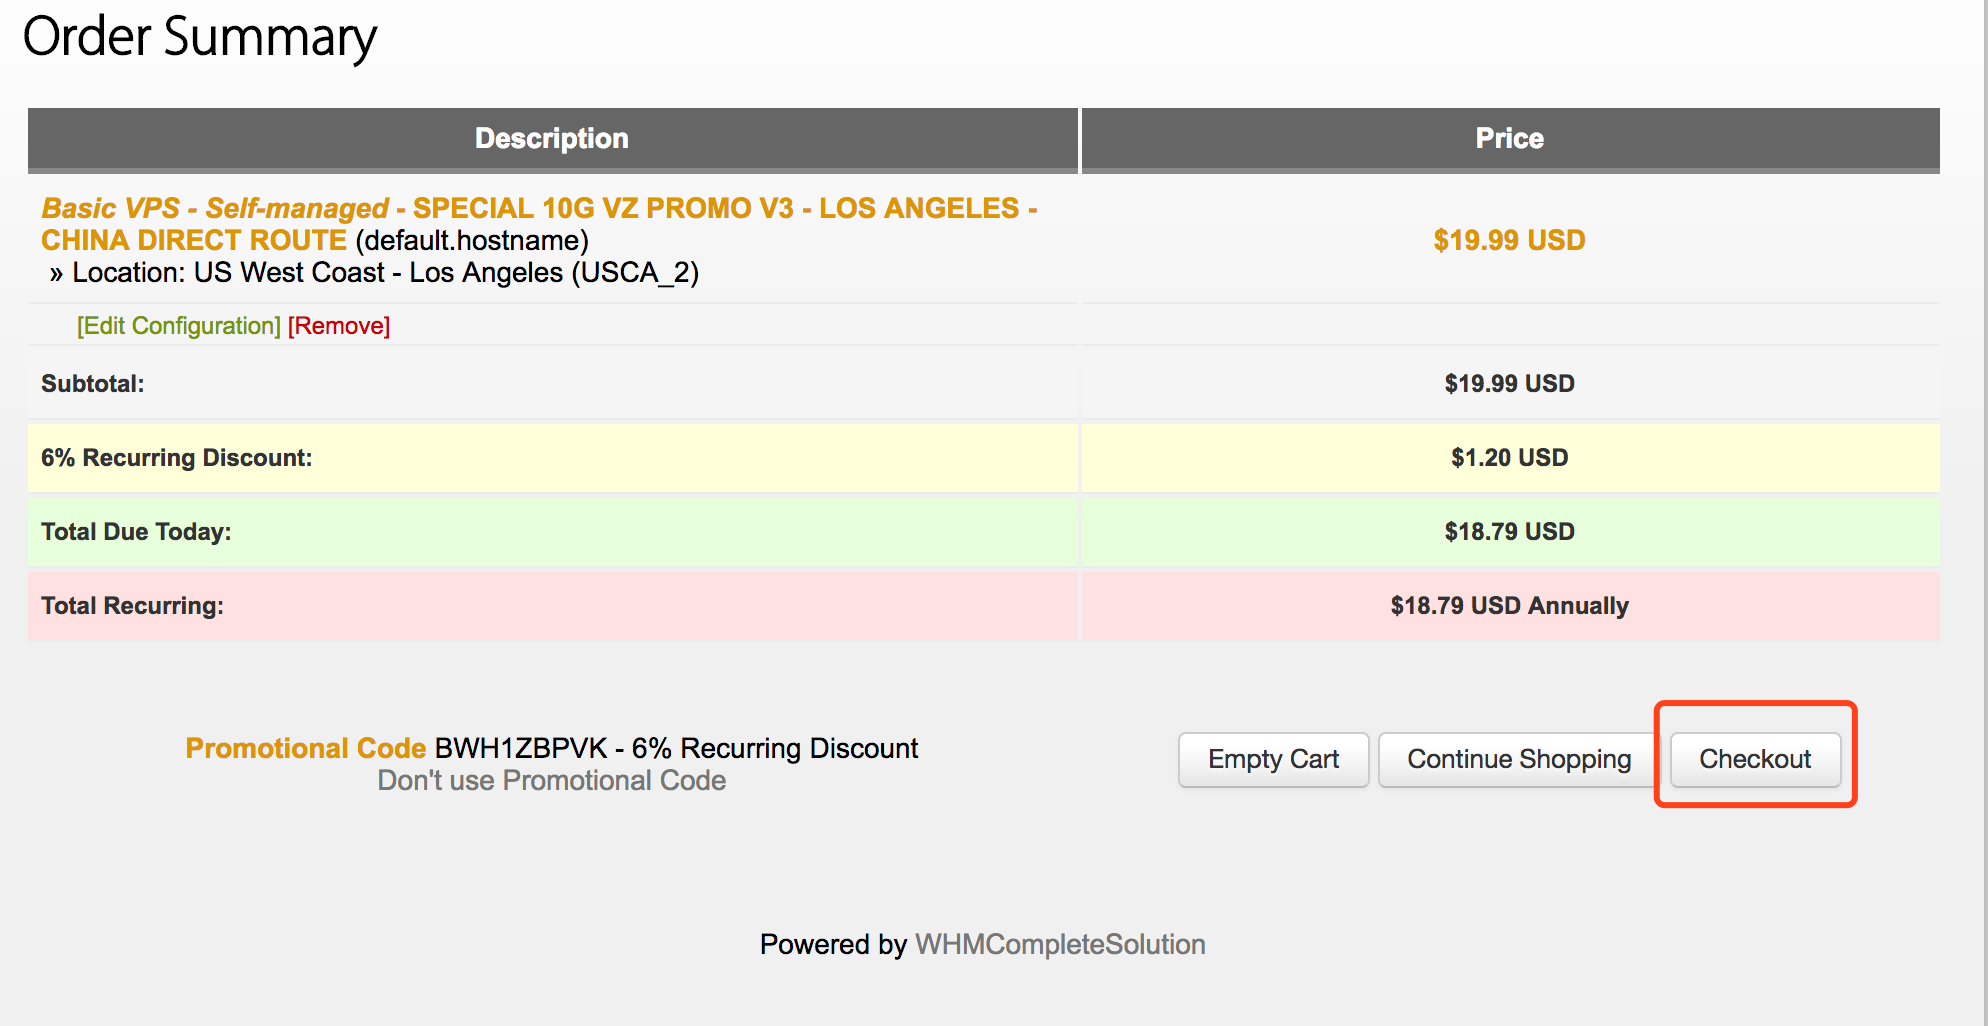 Order Summary
Description
Price
Basic VPS - Self-managed - SPECIAL 10G VZ PROMO V3 - LOS ANGELES -
CHINA DIRECT ROUTE (default.hostname)
» Location: US West Coast - Los Angeles (USCA_2)
$19.99 USD
[Edit Configuration] [Remove]
Subtotal:
$19.99 USD
6% Recurring Discount:
$1.20 USD
Total Due Today:
$18.79 USD
Total Recurring:
$18.79 USD Annually
Promotional Code BWH1ZBPVK - 6% Recurring Discount
Don't use Promotional Code
Empty Cart
Continue Shopping
Checkout
Powered by WHMCompleteSolution